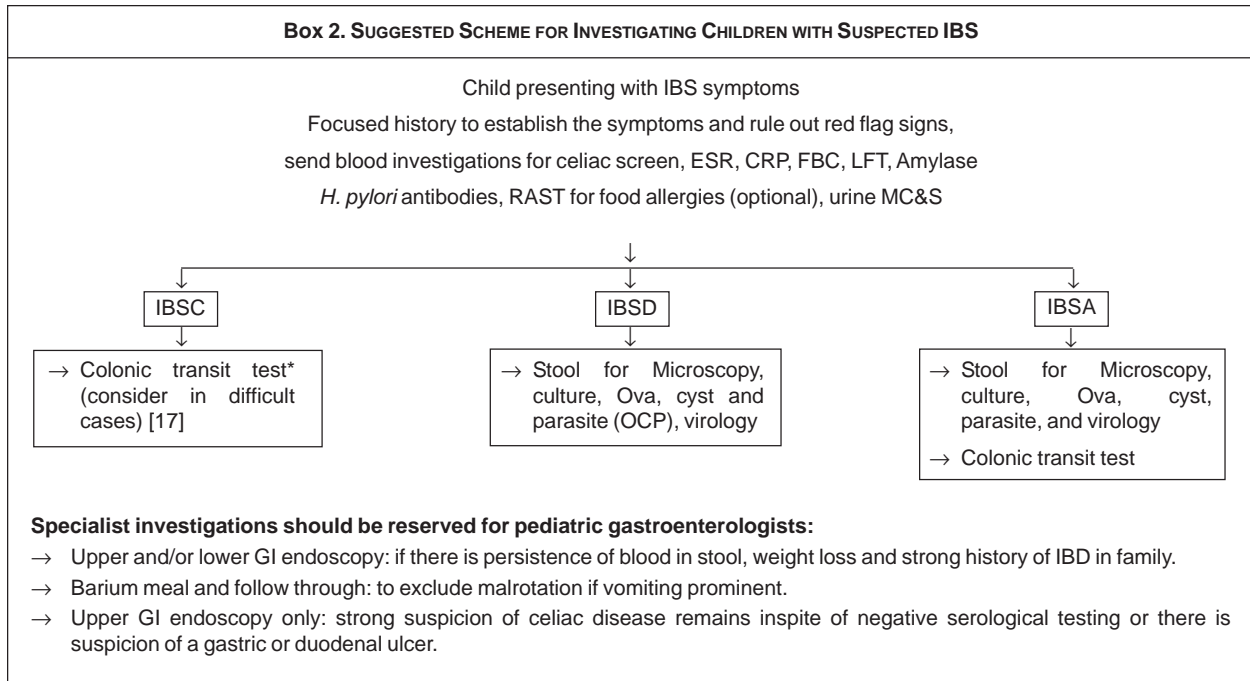 Box 2. SUGGESTED SCHEME FOR INVESTIGATING CHILDREN WITH SUSPECTED IBS
Child presenting with IBS symptoms
Focused history to establish the symptoms and rule out red flag signs,
send blood investigations for celiac screen, ESR, CRP, FBC, LFT, Amylase
H. pylori antibodies, RAST for food allergies (optional), urine MC&S
↓
IBSC
→ Colonic transit test*
(consider in difficult
cases) [17]
IBSD
→ Stool for Microscopy,
culture, Ova, cyst and
parasite (OCP), virology
IBSA
→ Stool for Microscopy,
culture, Ova, cyst,
parasite, and virology
→ Colonic transit test
Specialist investigations should be reserved for pediatric gastroenterologists:
→ Upper and/or lower GI endoscopy: if there is persistence of blood in stool, weight loss and strong history of IBD in family.
→ Barium meal and follow through: to exclude malrotation if vomiting prominent.
→ Upper GI endoscopy only: strong suspicion of celiac disease remains inspite of negative serological testing or there is
suspicion of a gastric or duodenal ulcer.